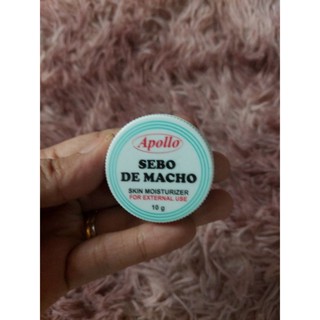 Apollo
SEBO
DE MACHO
SKIN MOISTURIZER
FOR EXTERNAL USE
10 g